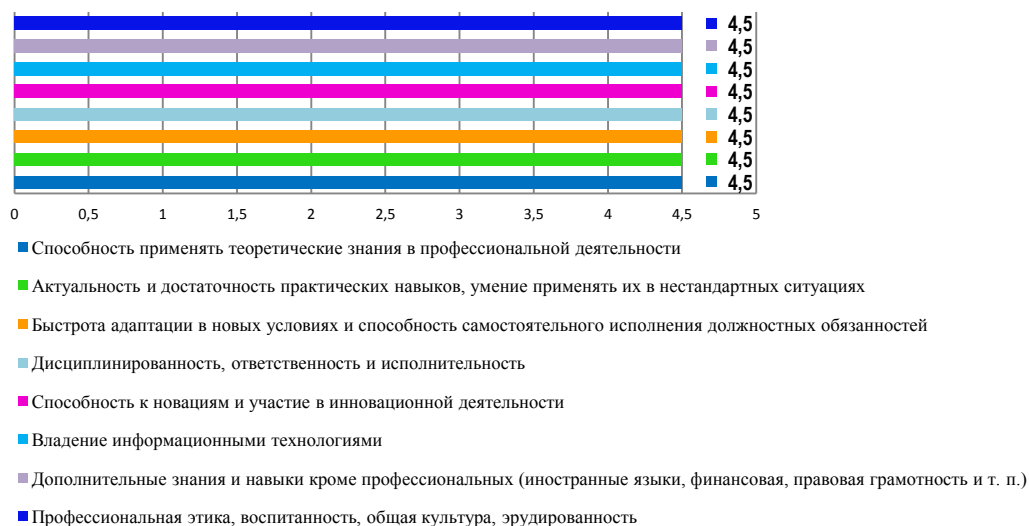 4,5
4,5
4,5
4,5
4,5
4,5
4,5
4,5
0 0,5 1 1,5 2 2,5 3 3,5 4 4,5 5
Способность применять теоретические знания в профессиональной деятельности
Актуальность и достаточность практических навыков, умение применять их в нестандартных ситуациях
Быстрота адаптации в новых условиях и способность самостоятельного исполнения должностных обязанностей
Дисциплинированность, ответственность и исполнительность
Способность к новациям и участие в инновационной деятельности
Владение информационными технологиями
Дополнительные знания и навыки кроме профессиональных (иностранные языки, финансовая, правовая грамотность и т. п.)
Профессиональная этика, воспитанность, общая культура, эрудированность